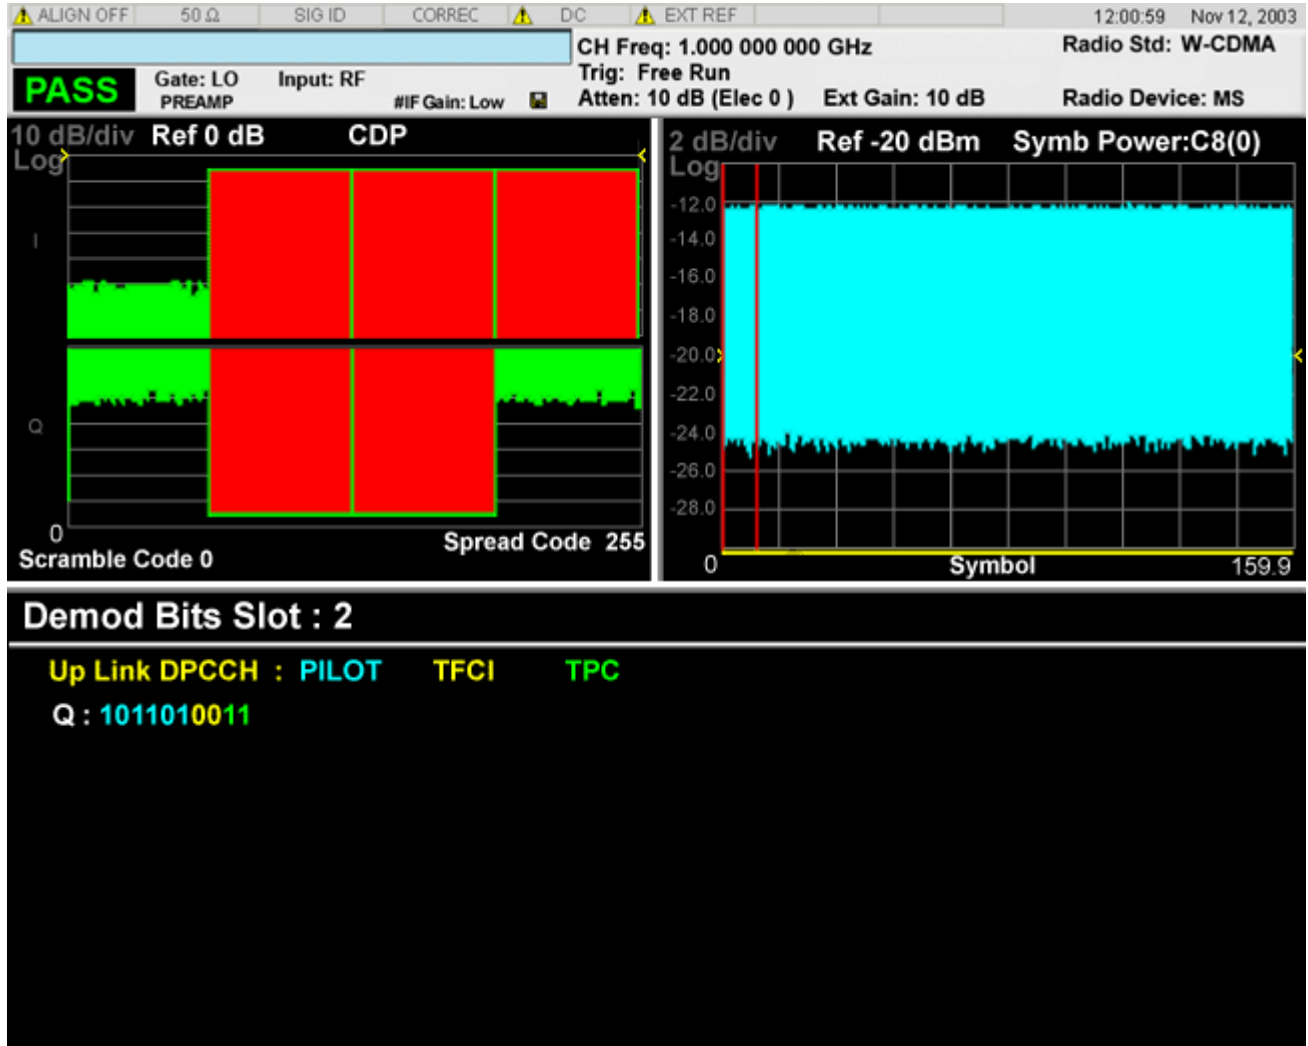 ALIGN OFF 50 Ω SIG ID CORREC DC EXT REF 12:00:59 Nov 12, 2003
CH Freq: 1.000 000 000 GHz Radio Std: W-CDMA
PASS Gate: LO Input: RF Trig: Free Run
PREAMP #IF Gain: Low Atten: 10 dB (Elec 0 ) Ext Gain: 10 dB Radio Device: MS
10 dB/div Ref 0 dB CDP
Log
I
Q
0
Spread Code 255
Scramble Code 0
2 dB/div Ref -20 dBm Symb Power:C8(0)
Log
-12.0
-14.0
-16.0
-18.0
-20.0
-22.0
-24.0
-26.0
-28.0
0 Symbol 159.9
Demod Bits Slot : 2
Up Link DPCCH : PILOT TFCI TPC
Q : 1011010011